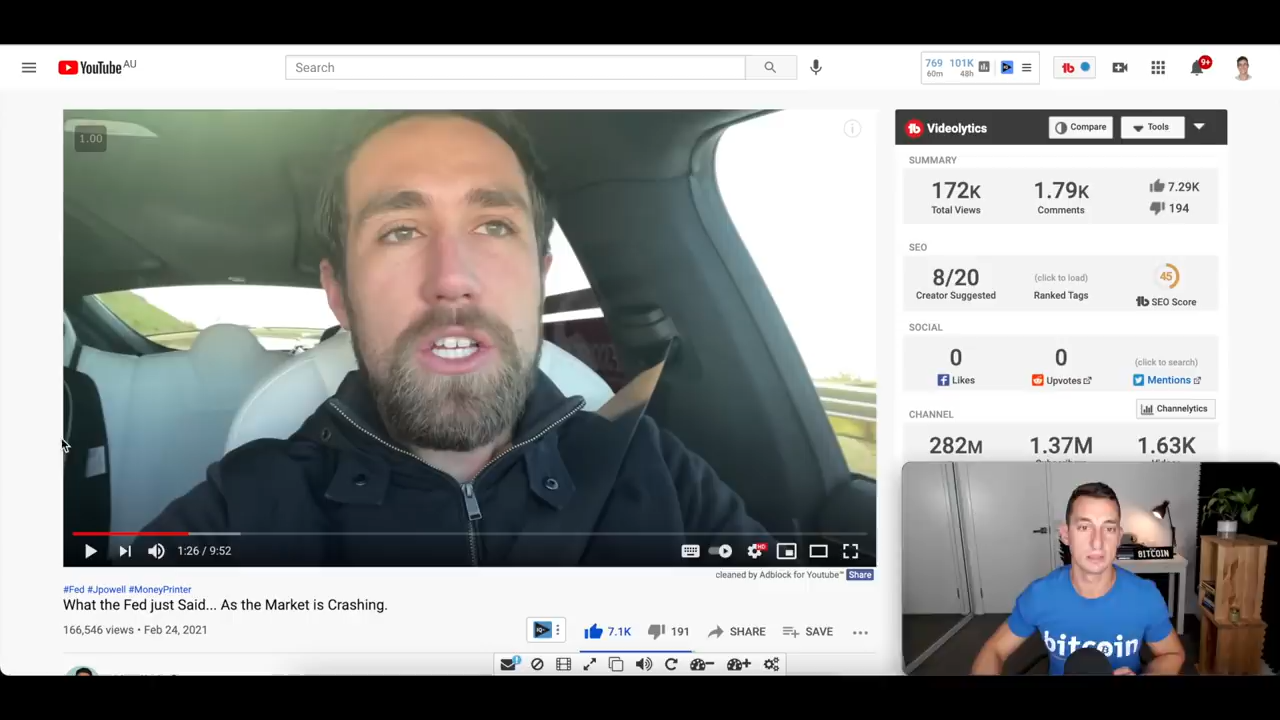 YouTube AU
Search
769 101K
60m 48h
9+
1.00
Videolytics
Compare
Tools
SUMMARY
172K 1.79K 7.29K
Total Views Comments 194
SEO
8/20 (click to load) 45
Creator Suggested Ranked Tags SEO Score
SOCIAL
0 0 (click to search)
Likes Upvotes Mentions
Channelytics
CHANNEL
282M 1.37M 1.63K
1:26 / 9:52
HD
cleaned by Adblock for Youtube™ Share
#Fed #Jpowell #MoneyPrinter
What the Fed just Said... As the Market is Crashing.
166,546 views • Feb 24, 2021
7.1K 191 SHARE SAVE
BITCOIN
bitcoin